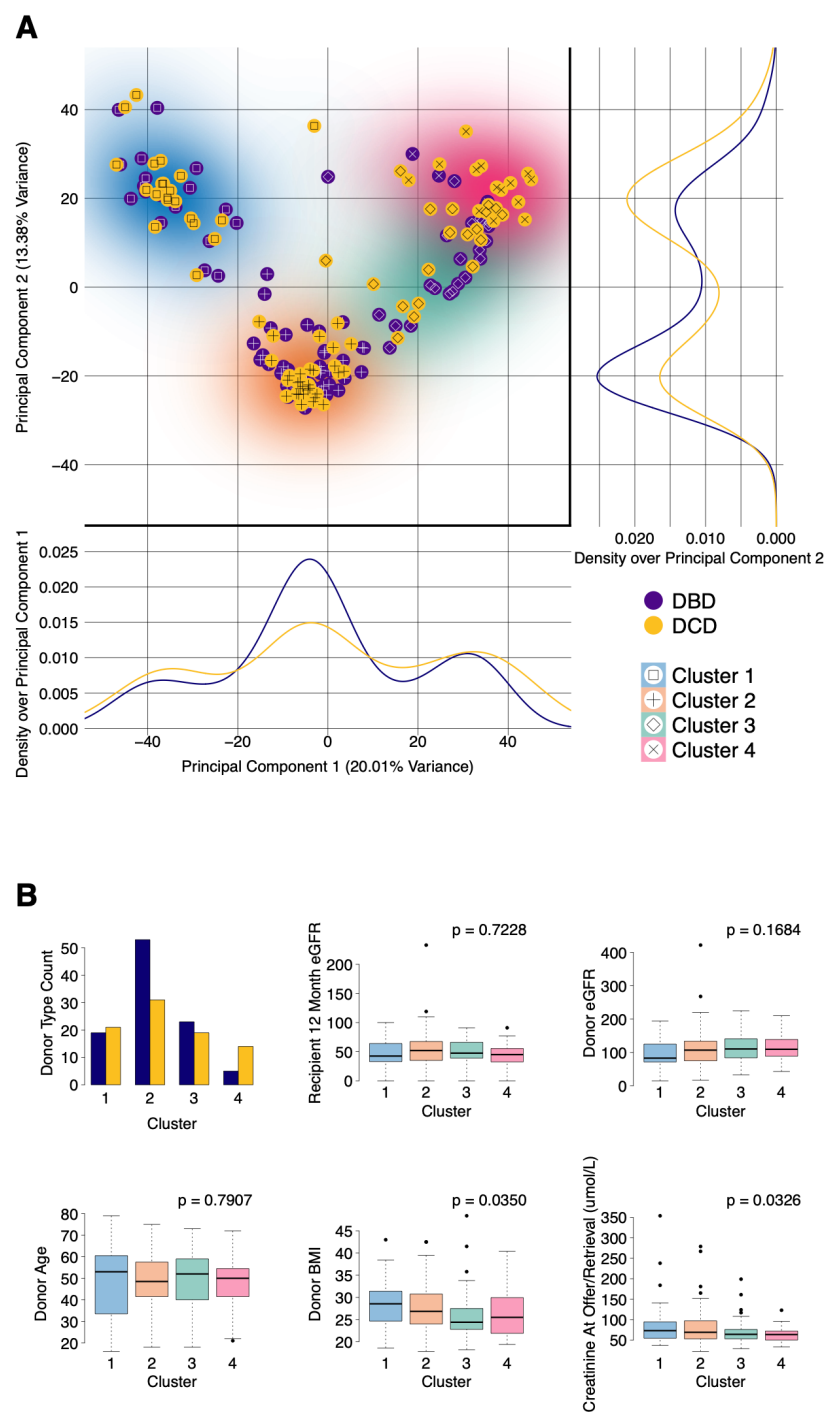 A
Principal Component 2 (13.38% Variance)
40
20
0
−20
−40
0.020 0.010 0.000
Density over Principal Component 2
Density over Principal Component 1
0.025
0.020
0.015
0.010
0.005
0.000
−40 −20 0 20 40
Principal Component 1 (20.01% Variance)
DBD
DCD
Cluster 1
Cluster 2
Cluster 3
Cluster 4
B
Donor Type Count
50
40
30
20
10
0
1 2 3 4
Cluster
p = 0.7228
Recipient 12 Month eGFR
200
150
100
50
0
1 2 3 4
Cluster
p = 0.1684
Donor eGFR
400
300
200
100
0
1 2 3 4
Cluster
p = 0.7907
Donor Age
80
70
60
50
40
30
20
1 2 3 4
Cluster
p = 0.0350
Donor BMI
45
40
35
30
25
20
1 2 3 4
Cluster
p = 0.0326
Creatinine At Offer/Retrieval (umol/L)
350
300
250
200
150
100
50
1 2 3 4
Cluster